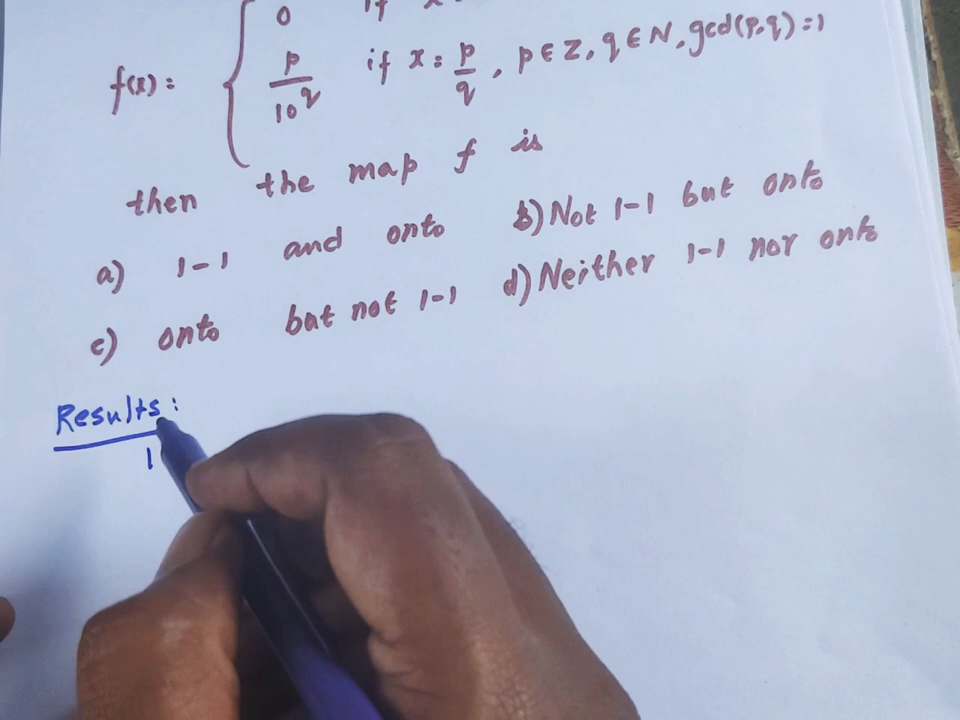 0 if x
f(x) = { p/10^q if x = p/q, p ∈ Z, q ∈ N, gcd(p,q) = 1
then the map f is
a) 1-1 and onto b) Not 1-1 but onto
c) onto but not 1-1 d) Neither 1-1 nor onto
Results:
1